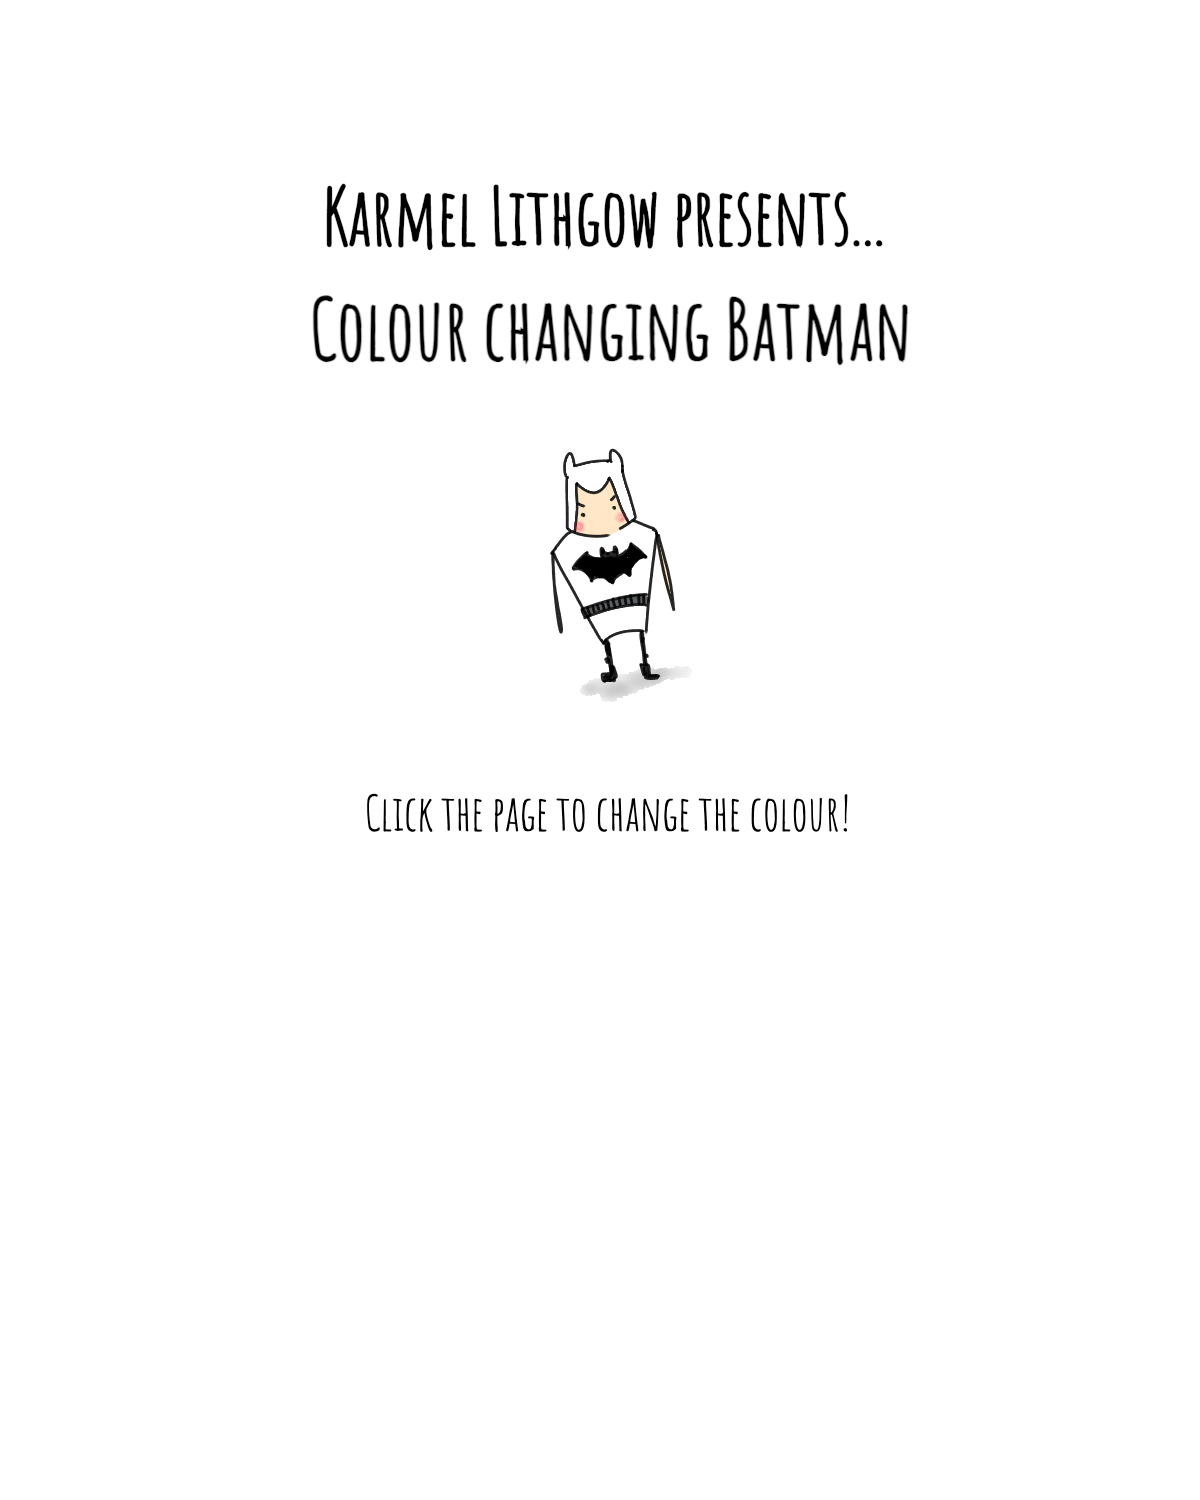 Karmel Lithgow presents...
Colour changing Batman
Click the page to change the colour!